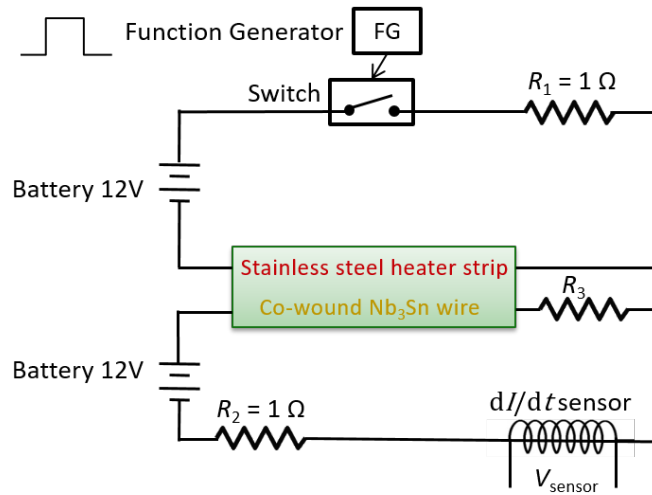 Function Generator
FG
Switch
R₁ = 1 Ω
Battery 12V
Stainless steel heater strip
Co-wound Nb₃Sn wire
R₃
Battery 12V
R₂ = 1 Ω
dI/dt sensor
Vsensor